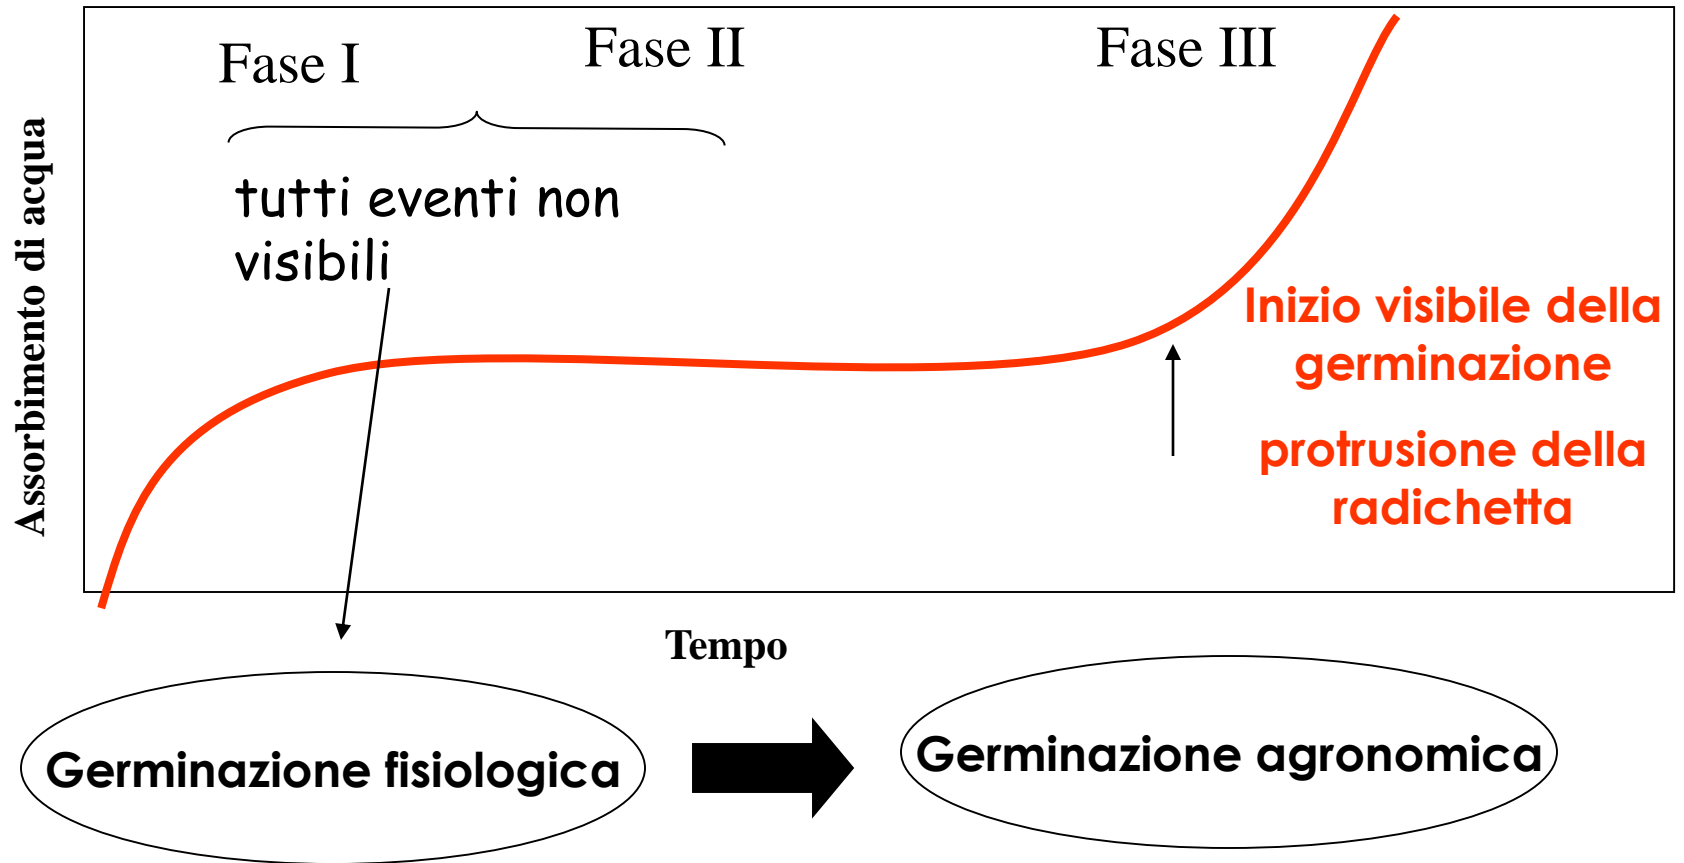 Fase I
Fase II
Fase III
tutti eventi non
visibili
Assorbimento di acqua
Inizio visibile della
germinazione
protrusione della
radichetta
Tempo
Germinazione fisiologica
Germinazione agronomica